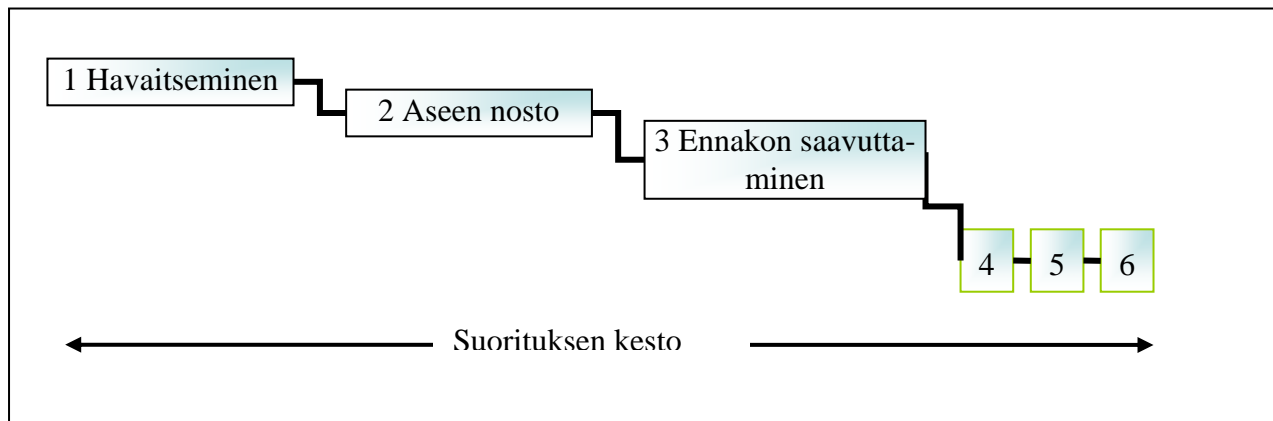 1 Havaitseminen
2 Aseen nosto
3 Ennakon saavutta-
minen
4 5 6
Suorituksen kesto